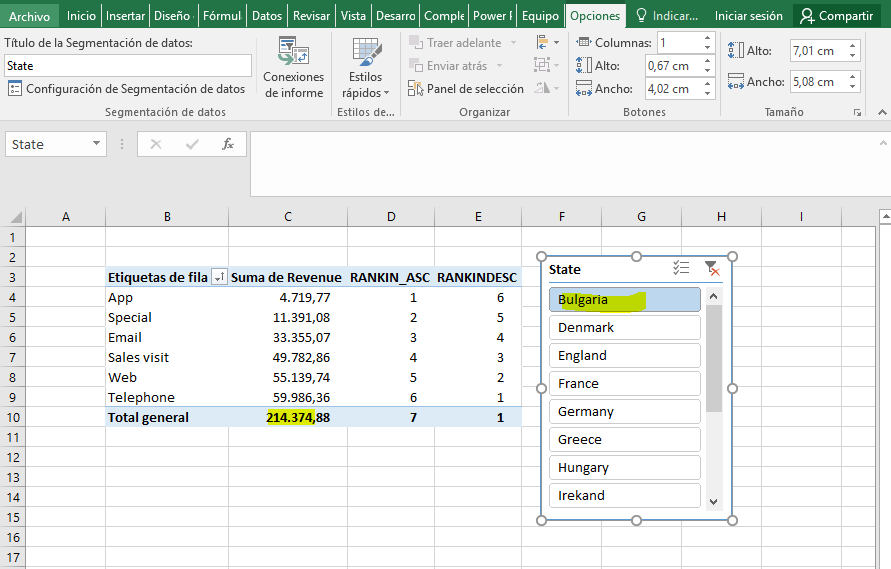 Archivo Inicio Insertar Diseño Fórmul Datos Revisar Vista Desarro Comple Power F Equipo Opciones Indicar... Iniciar sesión Compartir
Título de la Segmentación de datos:
State
Configuración de Segmentación de datos
Segmentación de datos
Conexiones
de informe
Estilos
rápidos
Estilos de...
Traer adelante
Enviar atrás
Panel de selección
Organizar
Columnas: 1
Alto: 0,67 cm
Ancho: 4,02 cm
Botones
Alto: 7,01 cm
Ancho: 5,08 cm
Tamaño
State fx
A B C D E F G H I
1
2
3 Etiquetas de fila Suma de Revenue RANKIN_ASC RANKINDESC
4 App 4.719,77 1 6
5 Special 11.391,08 2 5
6 Email 33.355,07 3 4
7 Sales visit 49.782,86 4 3
8 Web 55.139,74 5 2
9 Telephone 59.986,36 6 1
10 Total general 214.374,88 7 1
11
12
13
14
15
16
17
State
Bulgaria
Denmark
England
France
Germany
Greece
Hungary
Irekand